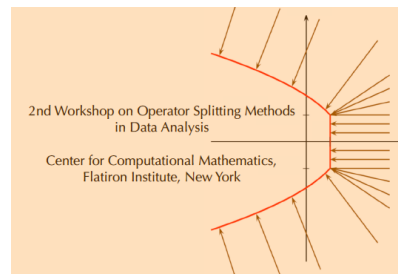 2nd Workshop on Operator Splitting Methods
in Data Analysis
Center for Computational Mathematics,
Flatiron Institute, New York